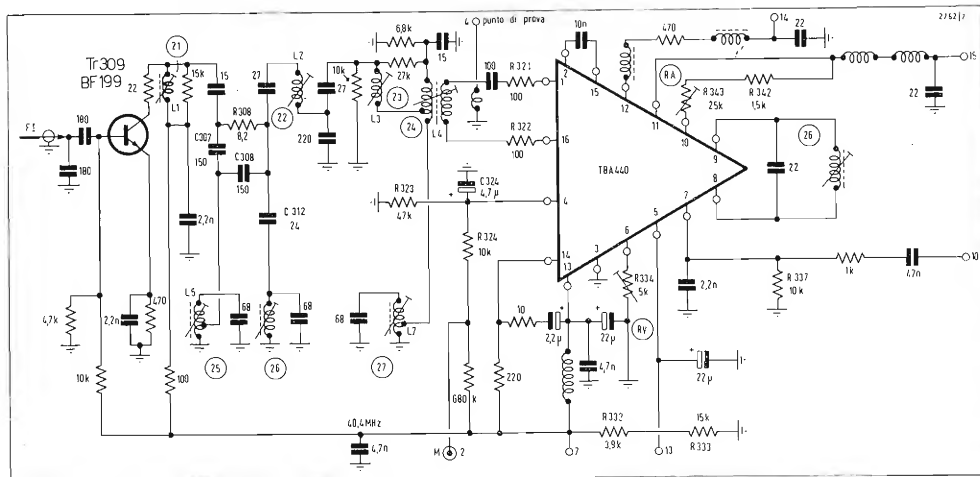 2762/7
Tr309
BF199
FI
180
180
22
21
L1
15k
15
C307
150
R308
8,2
C308
150
27
L2
22
220
10k
27
L3
6,8k
27k
15
23
24
L4
4
punto di prova
100
R321
100
R322
100
10n
1
15
16
12
11
10
9
8
7
5
6
3
4
14
13
TBA440
470
14
22
RA
R343
25k
R342
1,5k
15
22
26
22
C312
24
2,2n
R323
47k
C324
4,7µ
R324
10k
4,7k
2,2n
470
10k
100
L5
68
25
68
26
68
L7
27
680k
M
2
220
10
2,2µ
22µ
4,7n
R334
5k
RV
2,2n
R337
10k
1k
4,7n
10
22µ
40,4MHz
4,7n
7
R332
3,9k
13
15k
R333